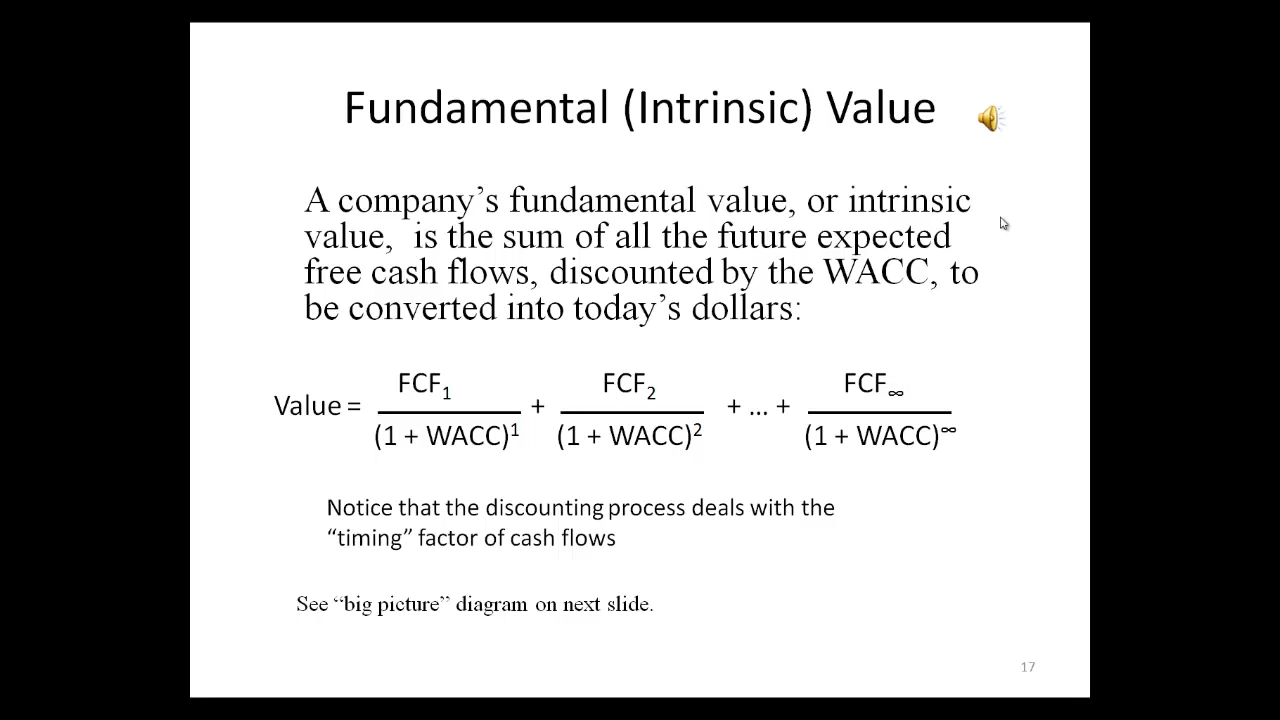 Fundamental (Intrinsic) Value
A company’s fundamental value, or intrinsic
value,  is the sum of all the future expected
free cash flows, discounted by the WACC, to
be converted into today’s dollars:
Value = FCF₁ / (1 + WACC)¹ + FCF₂ / (1 + WACC)² + ... + FCF∞ / (1 + WACC)^∞
Notice that the discounting process deals with the
“timing” factor of cash flows
See “big picture” diagram on next slide.
17